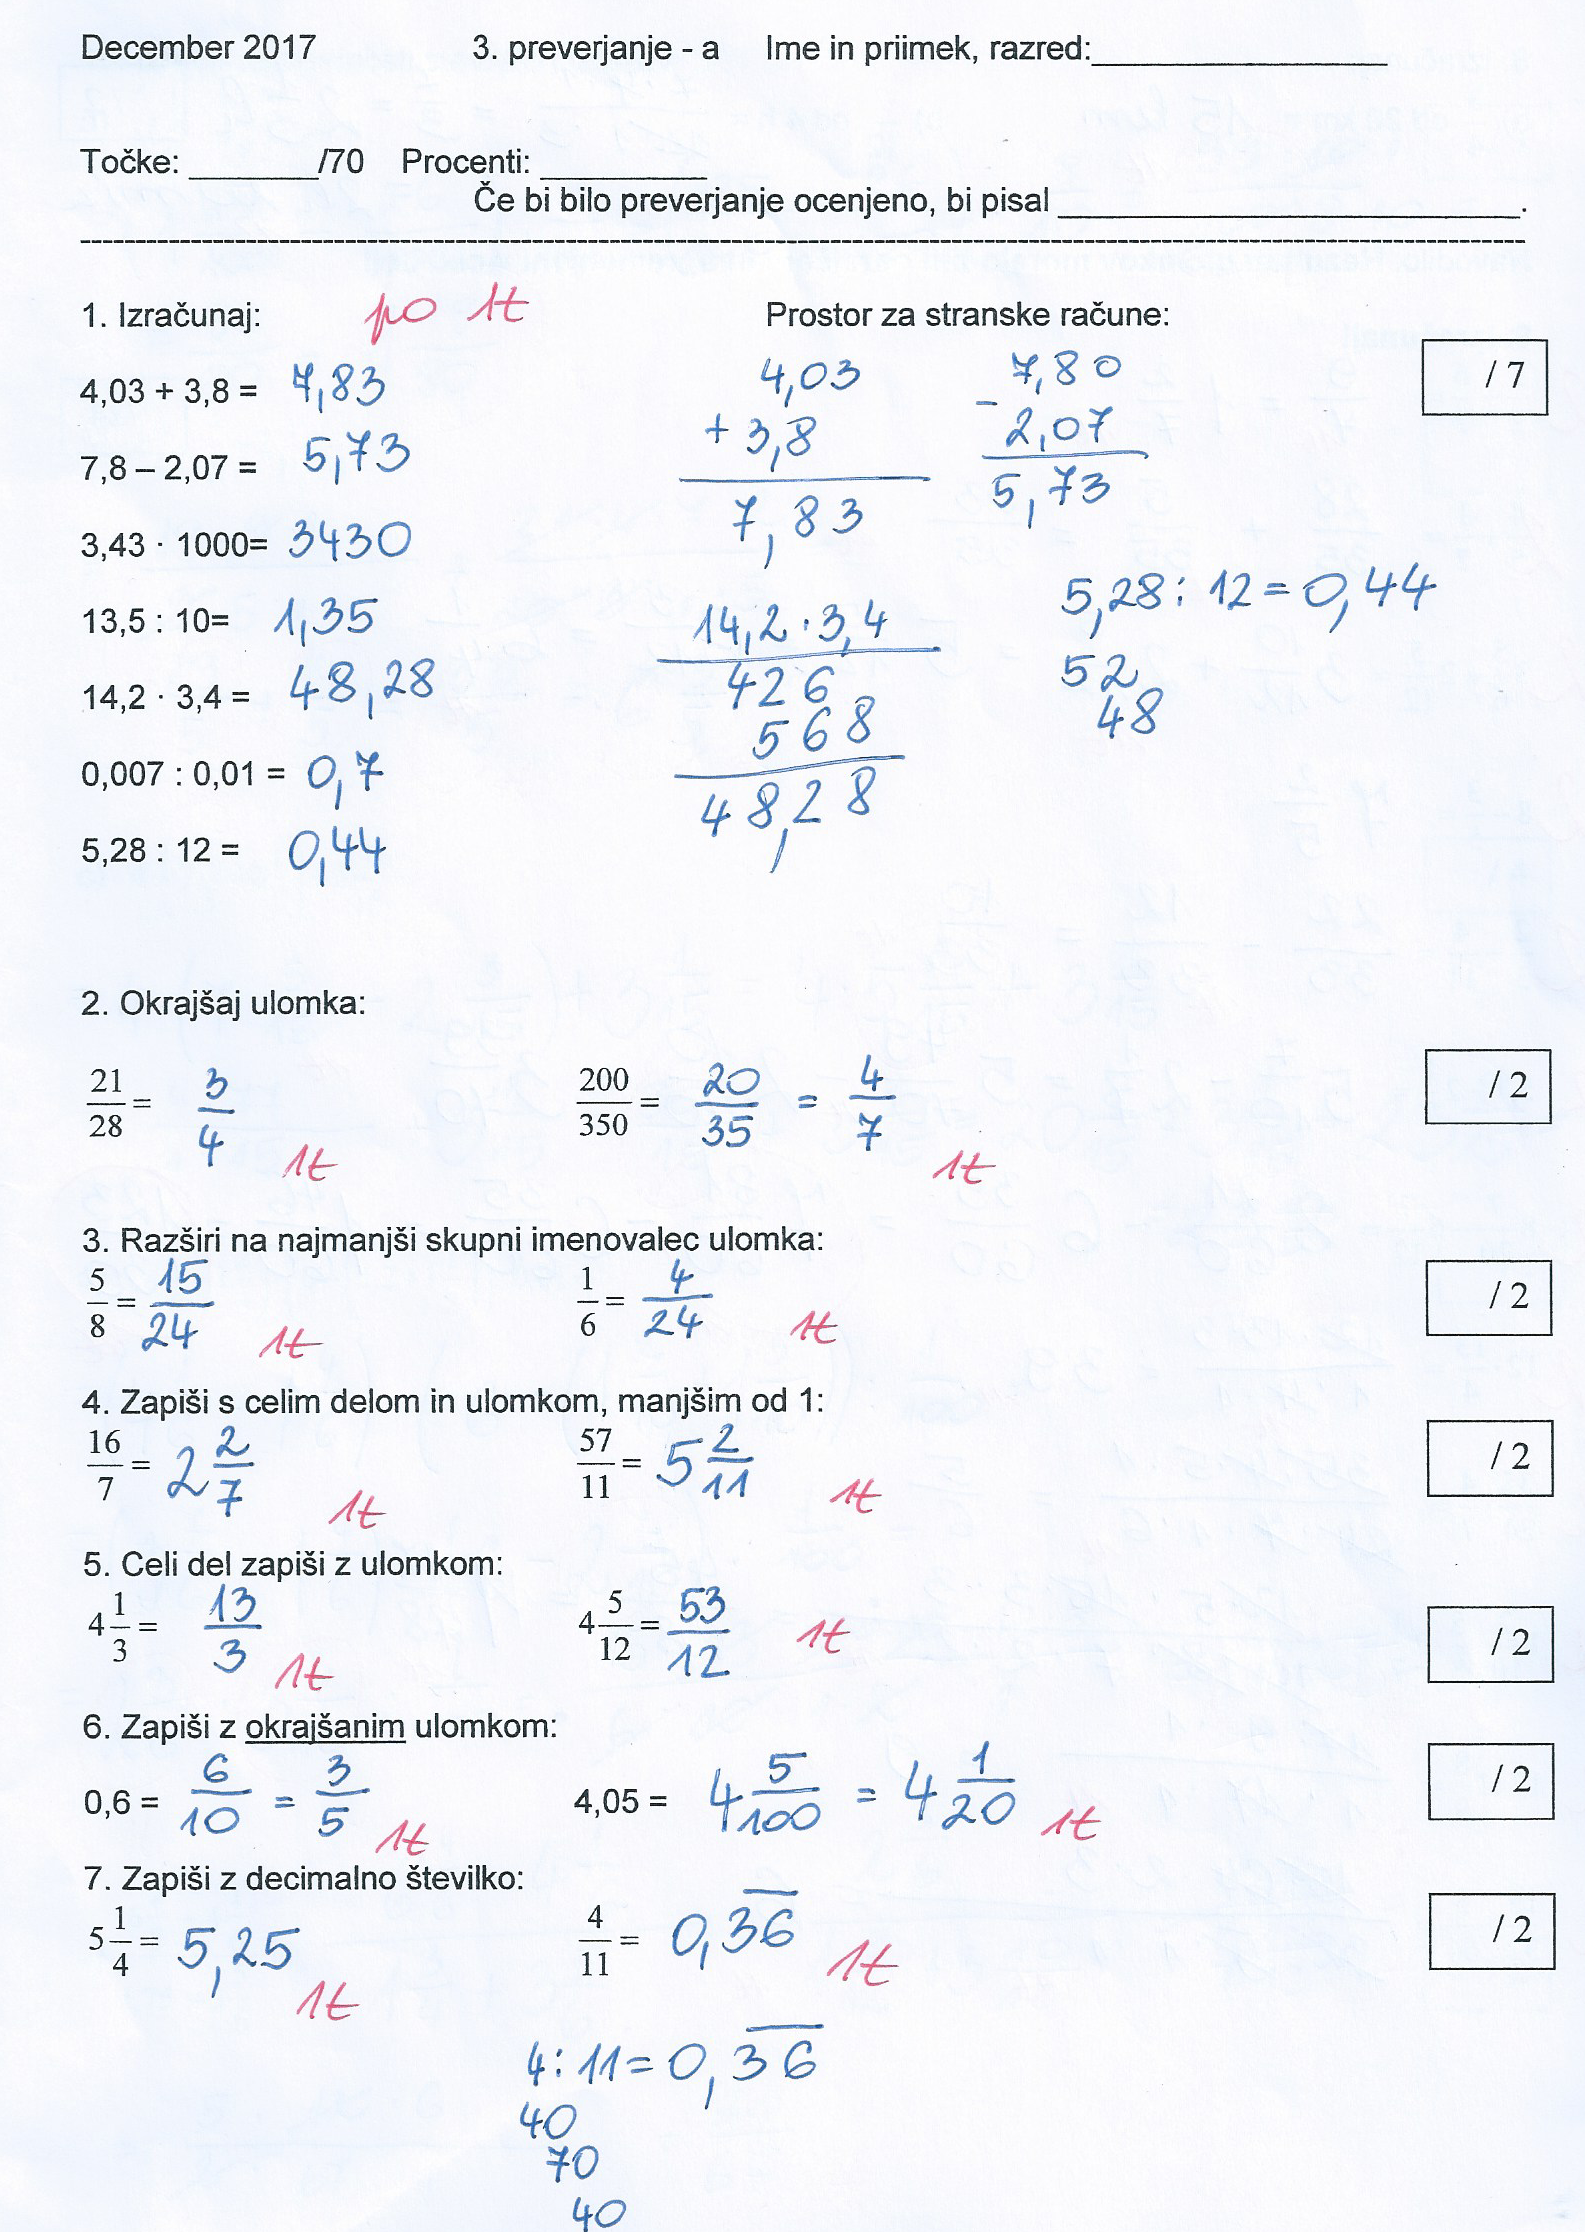 December 2017 3. preverjanje - a Ime in priimek, razred:_______________
Točke: _______/70 Procenti: _________
Če bi bilo preverjanje ocenjeno, bi pisal _________________________.
1. Izračunaj: po 1t Prostor za stranske račune:
4,03 + 3,8 = 7,83
7,8 – 2,07 = 5,73
3,43 · 1000= 3430
13,5 : 10= 1,35
14,2 · 3,4 = 48,28
0,007 : 0,01 = 0,7
5,28 : 12 = 0,44
4,03
+ 3,8
7,83
7,80
- 2,07
5,73
14,2 · 3,4
426
568
48,28
5,28 : 12 = 0,44
52
48
/ 7
2. Okrajšaj ulomka:
21/28 = 3/4 1t 200/350 = 20/35 = 4/7 1t / 2
3. Razširi na najmanjši skupni imenovalec ulomka:
5/8 = 15/24 1t 1/6 = 4/24 1t / 2
4. Zapiši s celim delom in ulomkom, manjšim od 1:
16/7 = 2 2/7 1t 57/11 = 5 2/11 1t / 2
5. Celi del zapiši z ulomkom:
4 1/3 = 13/3 1t 4 5/12 = 53/12 1t / 2
6. Zapiši z okrajšanim ulomkom:
0,6 = 6/10 = 3/5 1t 4,05 = 4 5/100 = 4 1/20 1t / 2
7. Zapiši z decimalno številko:
5 1/4 = 5,25 1t 4/11 = 0,3̅6̅ 1t / 2
4 : 11 = 0,3̅6̅
40
70
40